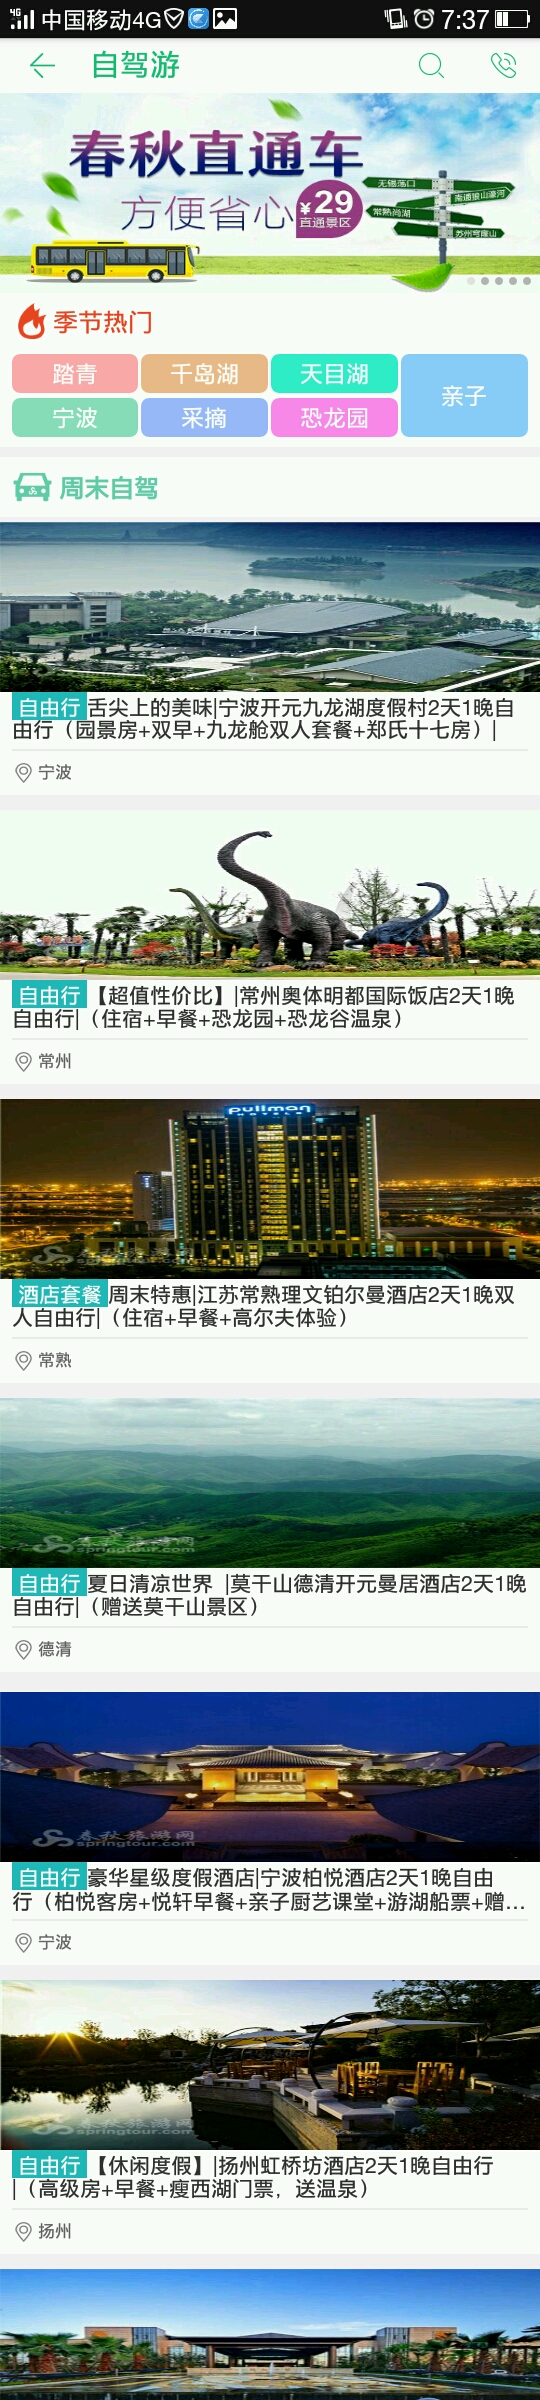 4G 中国移动4G 7:37
自驾游
春秋直通车
方便省心
¥29
直通景区
无锡荡口
南通狼山濠河
常熟尚湖
苏州穹窿山
季节热门
踏青 千岛湖 天目湖 亲子
宁波 采摘 恐龙园
周末自驾
自由行 舌尖上的美味|宁波开元九龙湖度假村2天1晚自
由行（园景房+双早+九龙舱双人套餐+郑氏十七房）|
宁波
自由行 【超值性价比】|常州奥体明都国际饭店2天1晚
自由行|（住宿+早餐+恐龙园+恐龙谷温泉）
常州
pullman
HOTELS
春秋旅游网
springtour.com
酒店套餐 周末特惠|江苏常熟理文铂尔曼酒店2天1晚双
人自由行|（住宿+早餐+高尔夫体验）
常熟
春秋旅游网
springtour.com
自由行 夏日清凉世界 |莫干山德清开元曼居酒店2天1晚
自由行|（赠送莫干山景区）
德清
春秋旅游网
springtour.com
自由行 豪华星级度假酒店|宁波柏悦酒店2天1晚自由
行（柏悦客房+悦轩早餐+亲子厨艺课堂+游湖船票+赠...
宁波
春秋旅游网
springtour.com
自由行 【休闲度假】|扬州虹桥坊酒店2天1晚自由行
|（高级房+早餐+瘦西湖门票，送温泉）
扬州